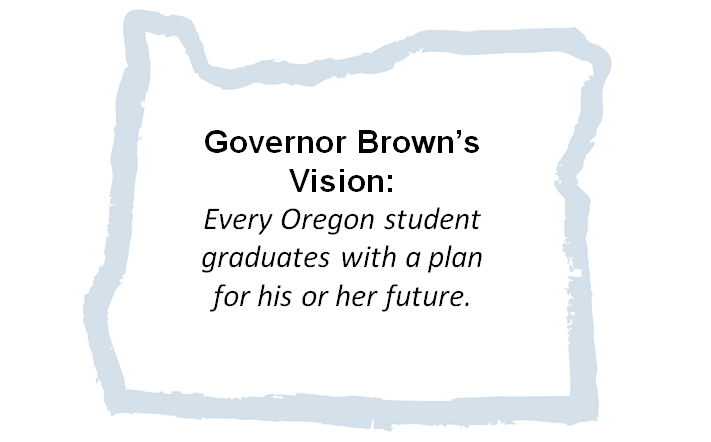 Governor Brown’s
Vision:
Every Oregon student
graduates with a plan
for his or her future.